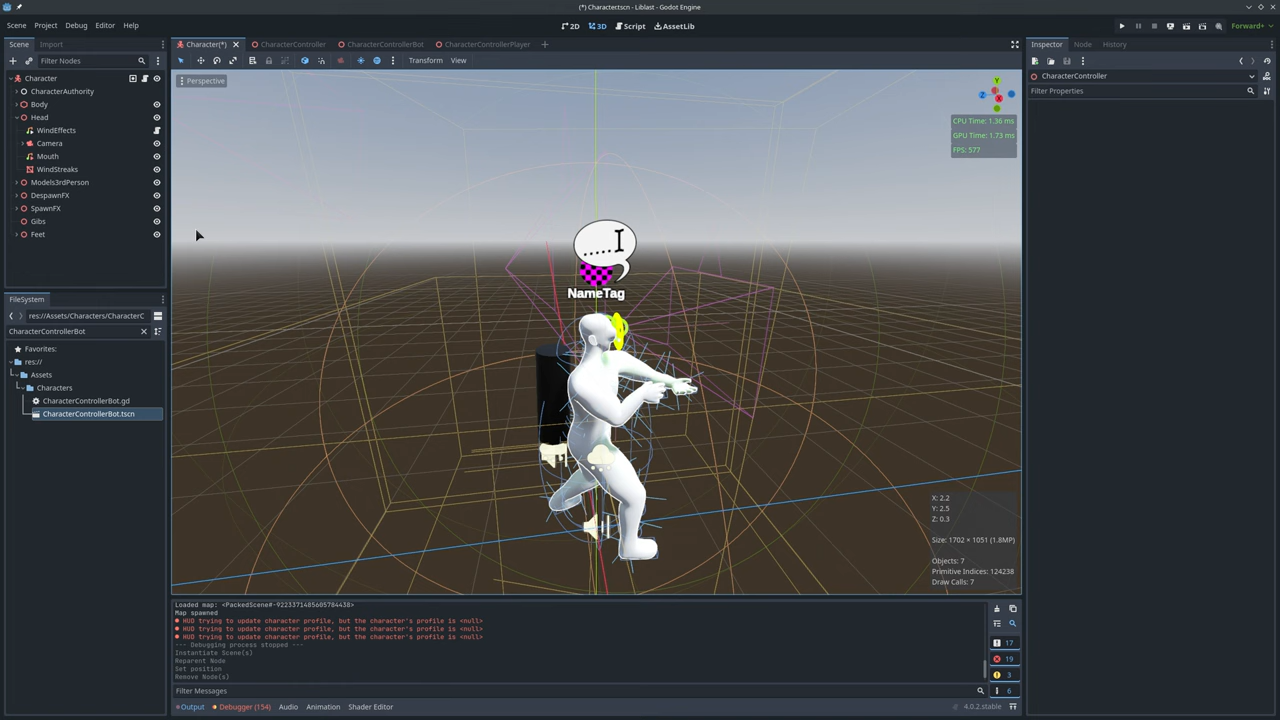 (*) Character.tscn - Liblast - Godot Engine
Scene Project Debug Editor Help
2D 3D Script AssetLib
Forward+
Scene Import
Character(*) CharacterController CharacterControllerBot CharacterControllerPlayer
Inspector Node History
Filter Nodes
Transform View
Character
CharacterAuthority
Body
Head
WindEffects
Camera
Mouth
WindStreaks
Models3rdPerson
DespawnFX
SpawnFX
Gibs
Feet
FileSystem
res://Assets/Characters/CharacterC
CharacterControllerBot
Favorites:
res://
Assets
Characters
CharacterControllerBot.gd
CharacterControllerBot.tscn
Perspective
Y
Z
X
CPU Time: 1.36 ms
GPU Time: 1.73 ms
FPS: 577
.....
NameTag
X: 2.2
Y: 2.5
Z: 0.3
Size: 1702 × 1051 (1.8MP)
Objects: 7
Primitive Indices: 124238
Draw Calls: 7
Loaded map: <PackedScene#-9223371485605784438>
Map spawned
HUD trying to update character profile, but the character's profile is <null>
HUD trying to update character profile, but the character's profile is <null>
HUD trying to update character profile, but the character's profile is <null>
--- Debugging process stopped ---
Instantiate Scene(s)
Reparent Node
Set position
Remove Node(s)
17
19
3
6
Filter Messages
Output Debugger (154) Audio Animation Shader Editor
4.0.2.stable
CharacterController
Filter Properties